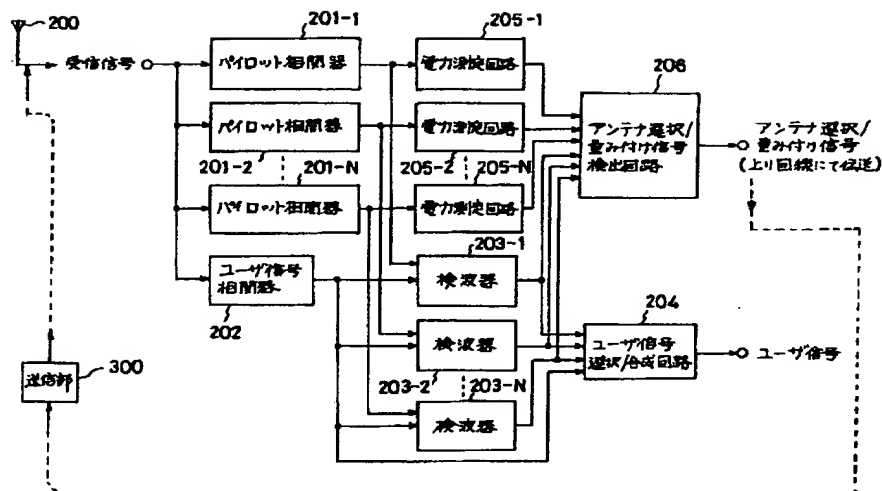 200
受信信号
201-1
パイロット相関器
205-1
電力測定回路
パイロット相関器
201-2
電力測定回路
205-2
201-N
パイロット相関器
205-N
電力測定回路
206
アンテナ選択/
重み付け信号
検出回路
アンテナ選択/
重み付け信号
(上り回線にて伝送)
ユーザ信号
相関器
202
203-1
検波器
検波器
203-2
203-N
検波器
204
ユーザ信号
選択/合成回路
ユーザ信号
送信部
300